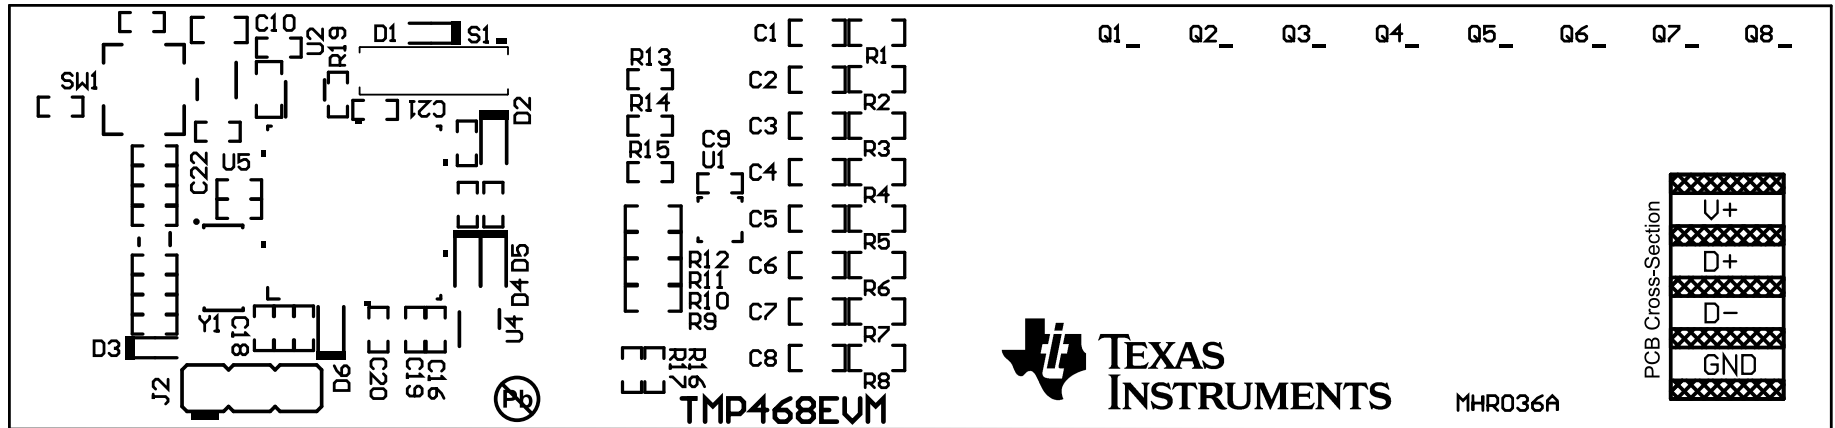 C10
U2
R19
D1
S1
SW1
C21
D2
C22
U5
D5
D4
U4
Y1
C18
D3
J2
D6
C20
C19
C16
Pb
R13
R14
R15
C9
U1
R12
R11
R10
R9
R17
R16
TMP468EVM
C1
R1
C2
R2
C3
R3
C4
R4
C5
R5
C6
R6
C7
R7
C8
R8
Q1
Q2
Q3
Q4
Q5
Q6
Q7
Q8
TEXAS
INSTRUMENTS
MHR036A
PCB Cross-Section
V+
D+
D-
GND